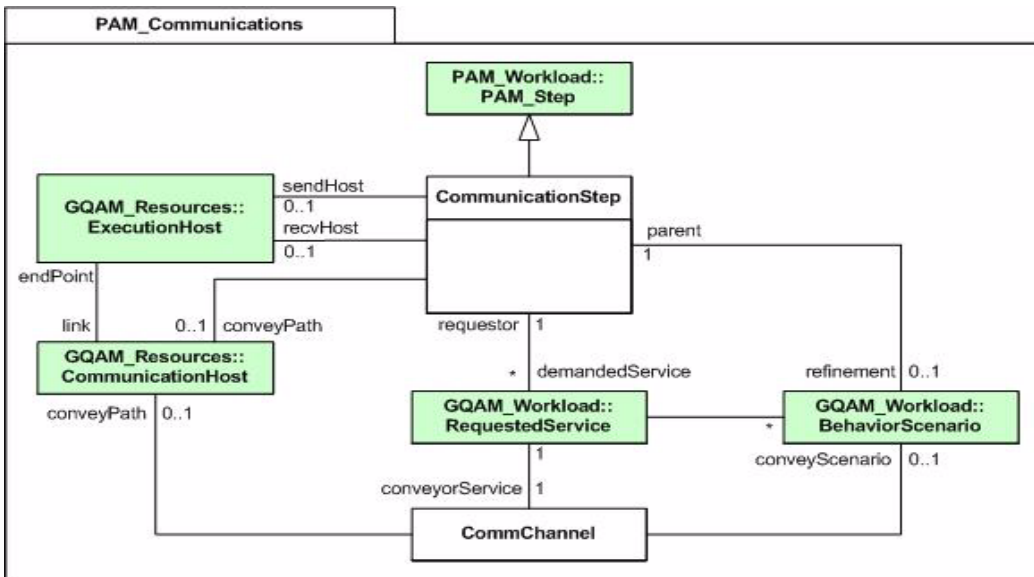 PAM_Communications
PAM_Workload::
PAM_Step
sendHost
0..1
recvHost
0..1
GQAM_Resources::
ExecutionHost
CommunicationStep
parent
1
endPoint
link
0..1 conveyPath
requestor 1
GQAM_Resources::
CommunicationHost
* demandedService
refinement 0..1
conveyPath 0..1
GQAM_Workload::
RequestedService
*
GQAM_Workload::
BehaviorScenario
1
conveyScenario 0..1
conveyorService 1
CommChannel